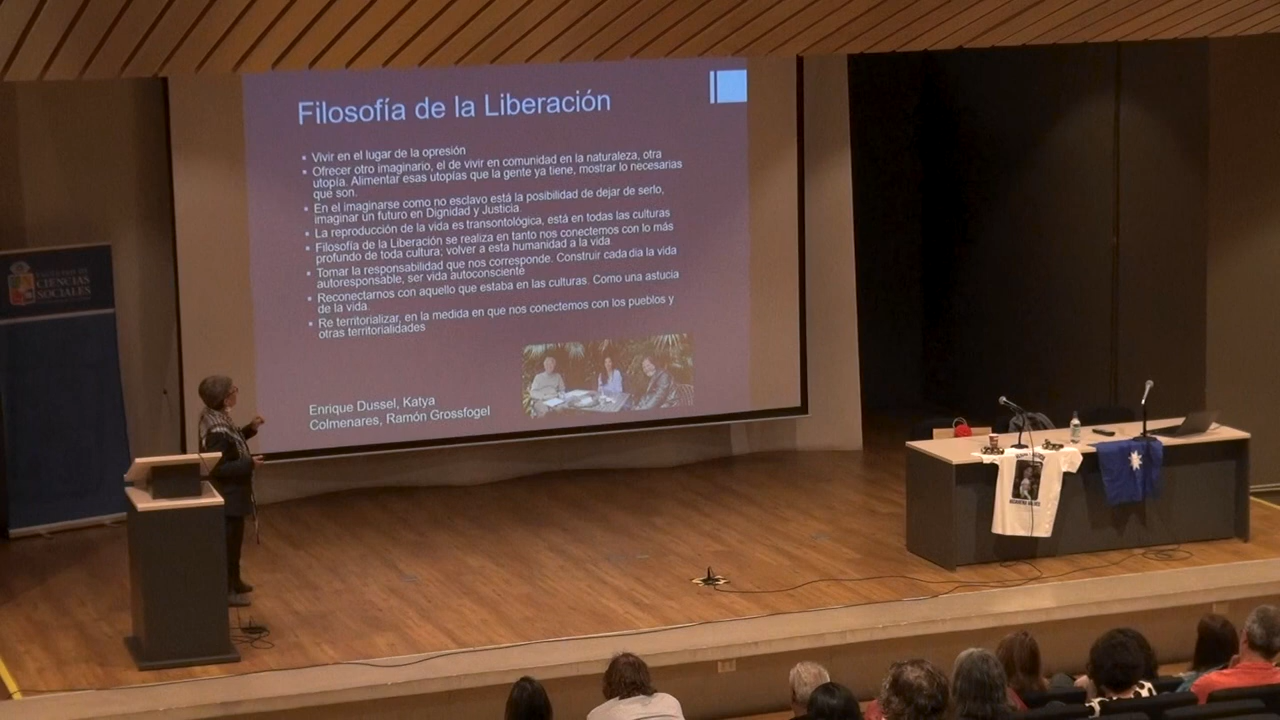 Filosofía de la Liberación
▪ Vivir en el lugar de la opresión
▪ Ofrecer otro imaginario, el de vivir en comunidad en la naturaleza, otra
utopía. Alimentar esas utopías que la gente ya tiene, mostrar lo necesarias
que son.
▪ En el imaginarse como no esclavo está la posibilidad de dejar de serlo,
imaginar un futuro en Dignidad y Justicia.
▪ La reproducción de la vida es transontológica, está en todas las culturas
▪ Filosofía de la Liberación se realiza en tanto nos conectemos con lo más
profundo de toda cultura; volver a esta humanidad a la vida
▪ Tomar la responsabilidad que nos corresponde. Construir cada dia la vida
autoresponsable, ser vida autoconsciente
▪ Reconectarnos con aquello que estaba en las culturas. Como una astucia
de la vida.
▪ Re territorializar, en la medida en que nos conectemos con los pueblos y
otras territorialidades
Enrique Dussel, Katya
Colmenares, Ramón Grossfogel
FACULTAD DE
CIENCIAS
SOCIALES